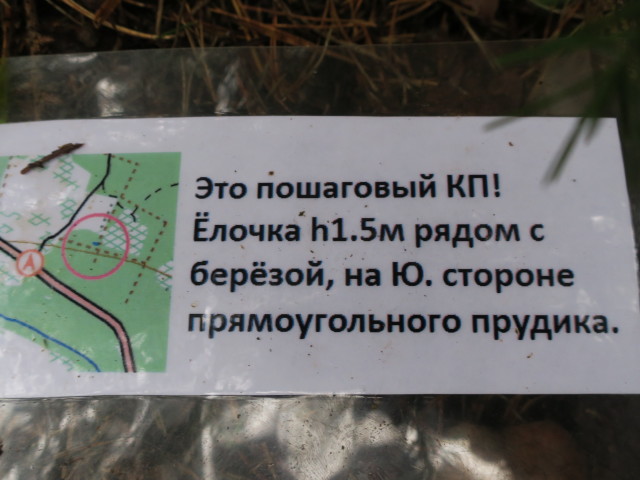 Это пошаговый КП!
Ёлочка h1.5м рядом с
берёзой, на Ю. стороне
прямоугольного прудика.